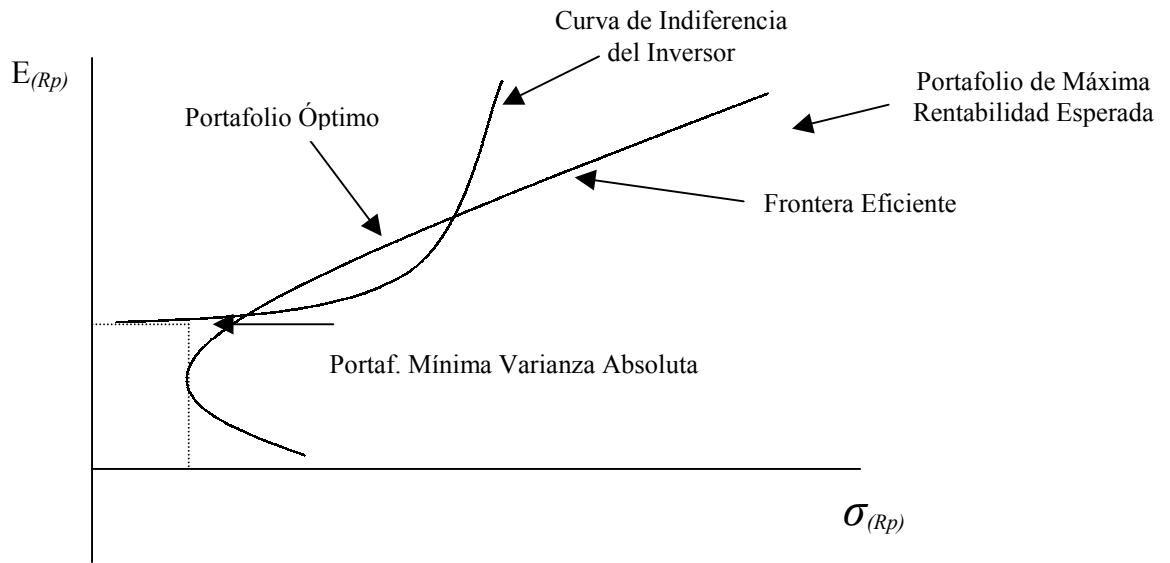 Curva de Indiferencia
del Inversor
E(Rp)
Portafolio de Máxima
Rentabilidad Esperada
Portafolio Óptimo
Frontera Eficiente
Portaf. Mínima Varianza Absoluta
σ(Rp)